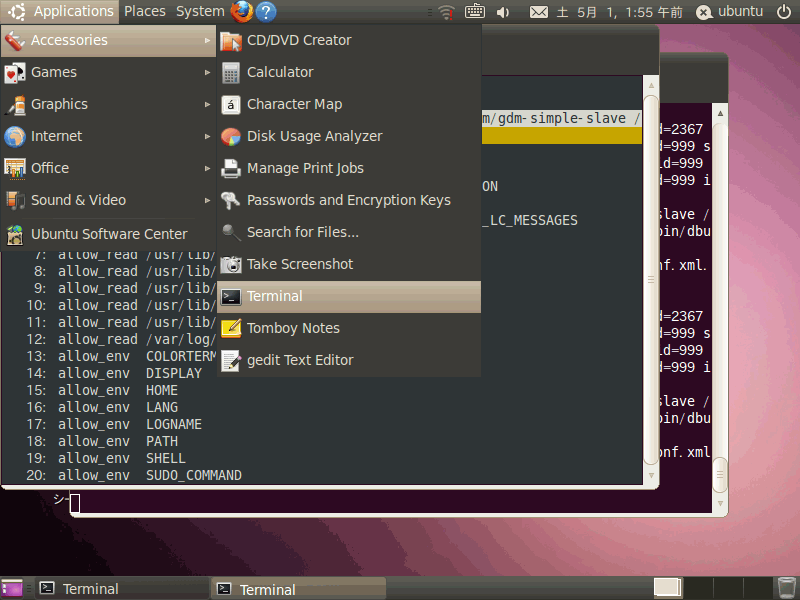 Applications Places System 土 5月 1, 1:55 午前 ubuntu
Accessories
Games
Graphics
Internet
Office
Sound & Video
Ubuntu Software Center
CD/DVD Creator
Calculator
Character Map
Disk Usage Analyzer
Manage Print Jobs
Passwords and Encryption Keys
Search for Files...
Take Screenshot
Terminal
Tomboy Notes
gedit Text Editor
m/gdm-simple-slave /
ON
_LC_MESSAGES
7: allow_read /usr/lib/
8: allow_read /usr/lib/
9: allow_read /usr/lib/
10: allow_read /usr/lib/
11: allow_read /usr/lib/
12: allow_read /var/log/
13: allow_env COLORTERM
14: allow_env DISPLAY
15: allow_env HOME
16: allow_env LANG
17: allow_env LOGNAME
18: allow_env PATH
19: allow_env SHELL
20: allow_env SUDO_COMMAND
d=2367
d=999 s
id=999
d=999 i
slave /
bin/dbu
nf.xml.
d=2367
d=999 s
id=999
d=999 i
slave /
bin/dbu
onf.xml
シ-
Terminal
Terminal